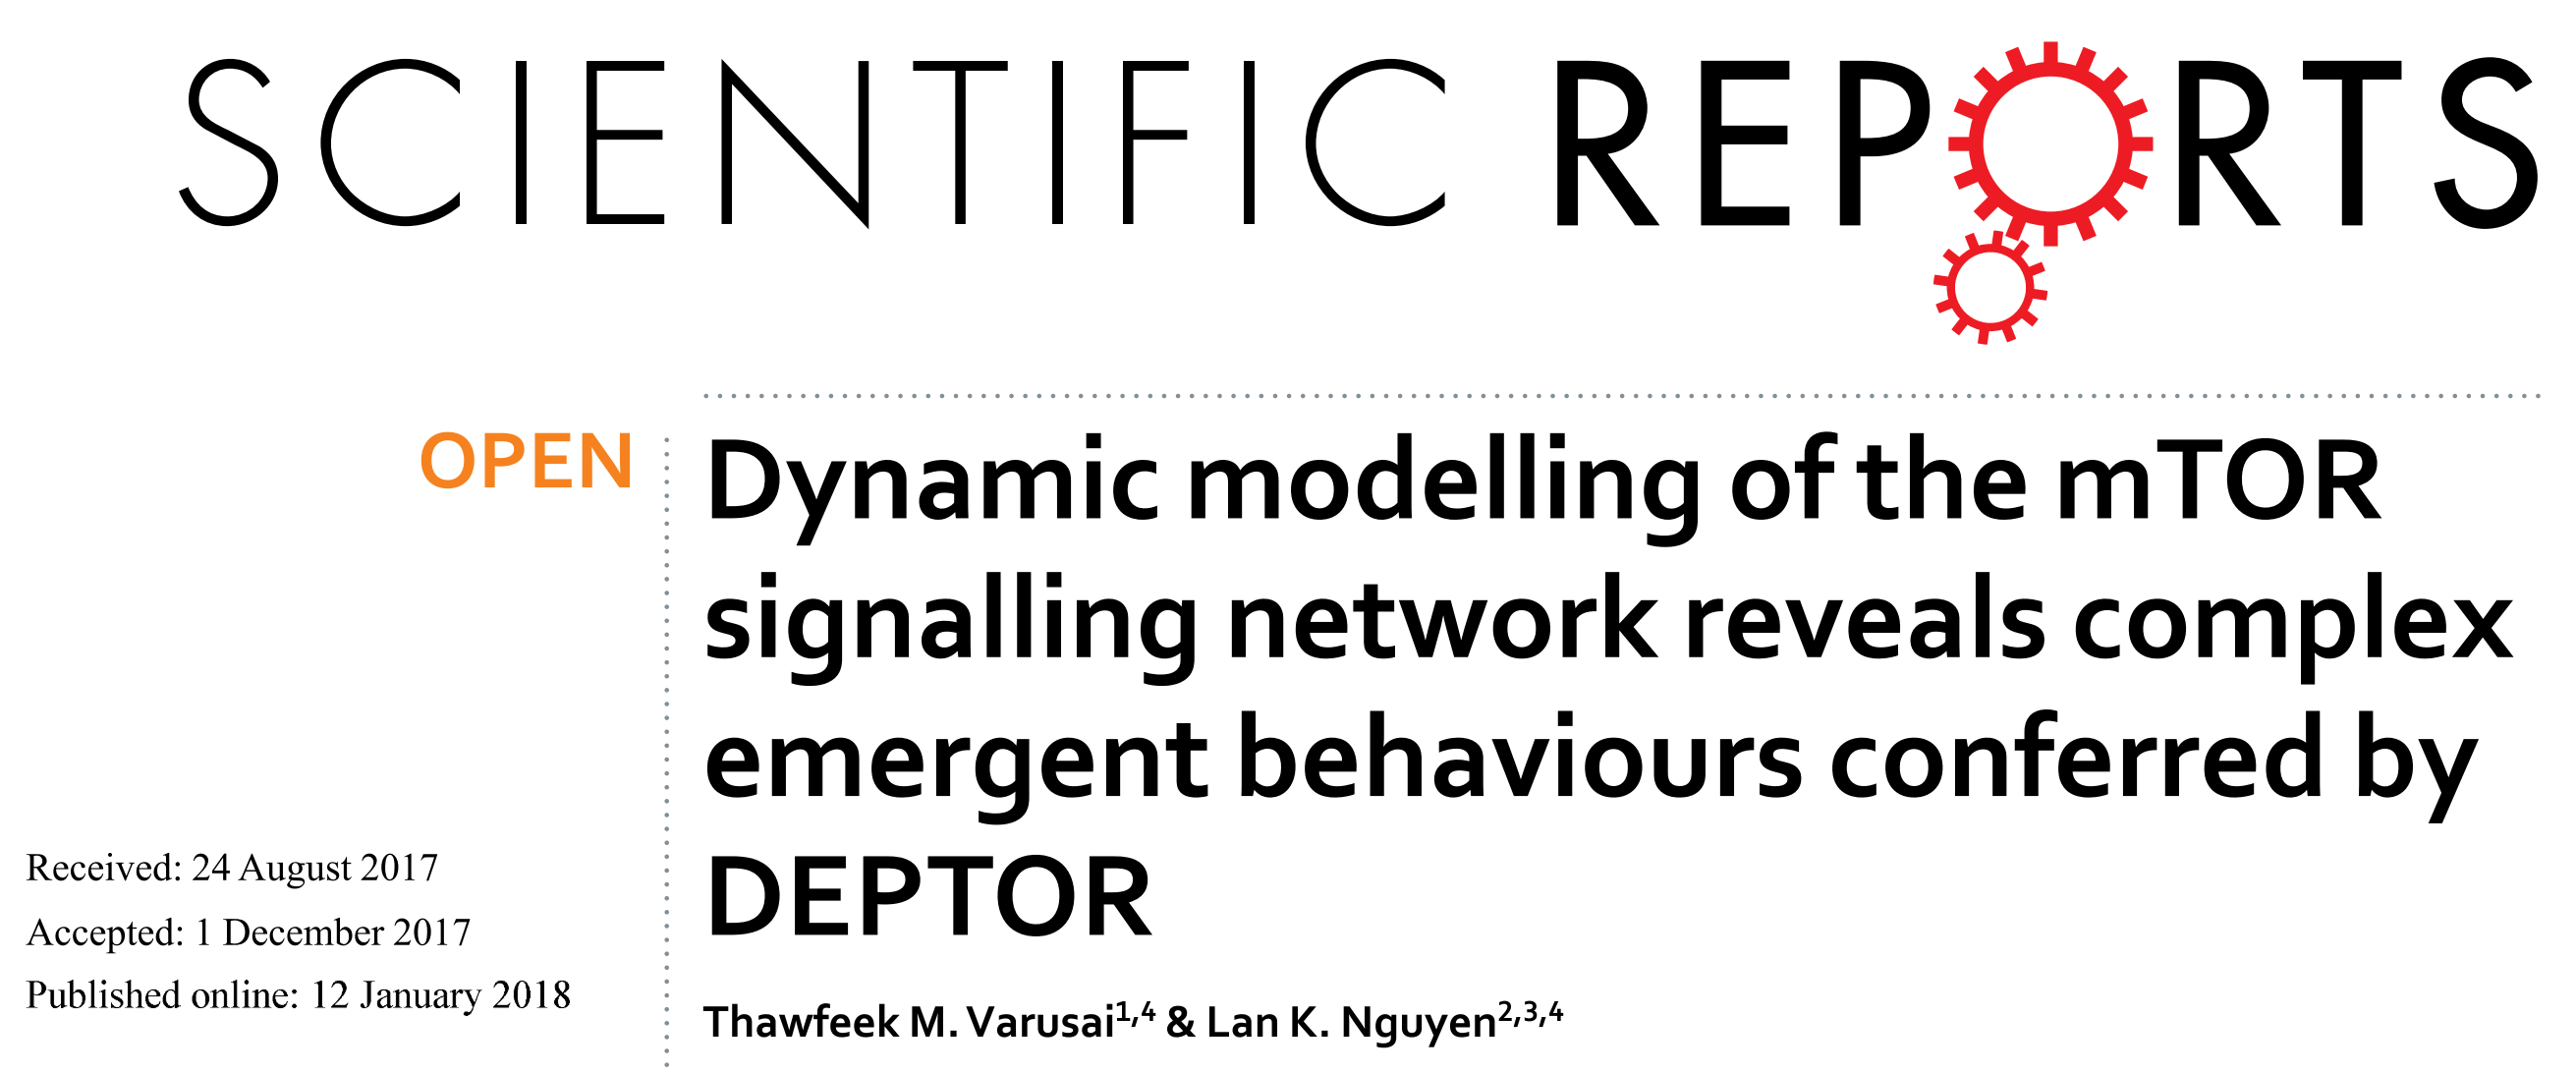 SCIENTIFIC REPORTS
OPEN
Dynamic modelling of the mTOR
signalling network reveals complex
emergent behaviours conferred by
DEPTOR
Received: 24 August 2017
Accepted: 1 December 2017
Published online: 12 January 2018
Thawfeek M. Varusai1,4 & Lan K. Nguyen2,3,4